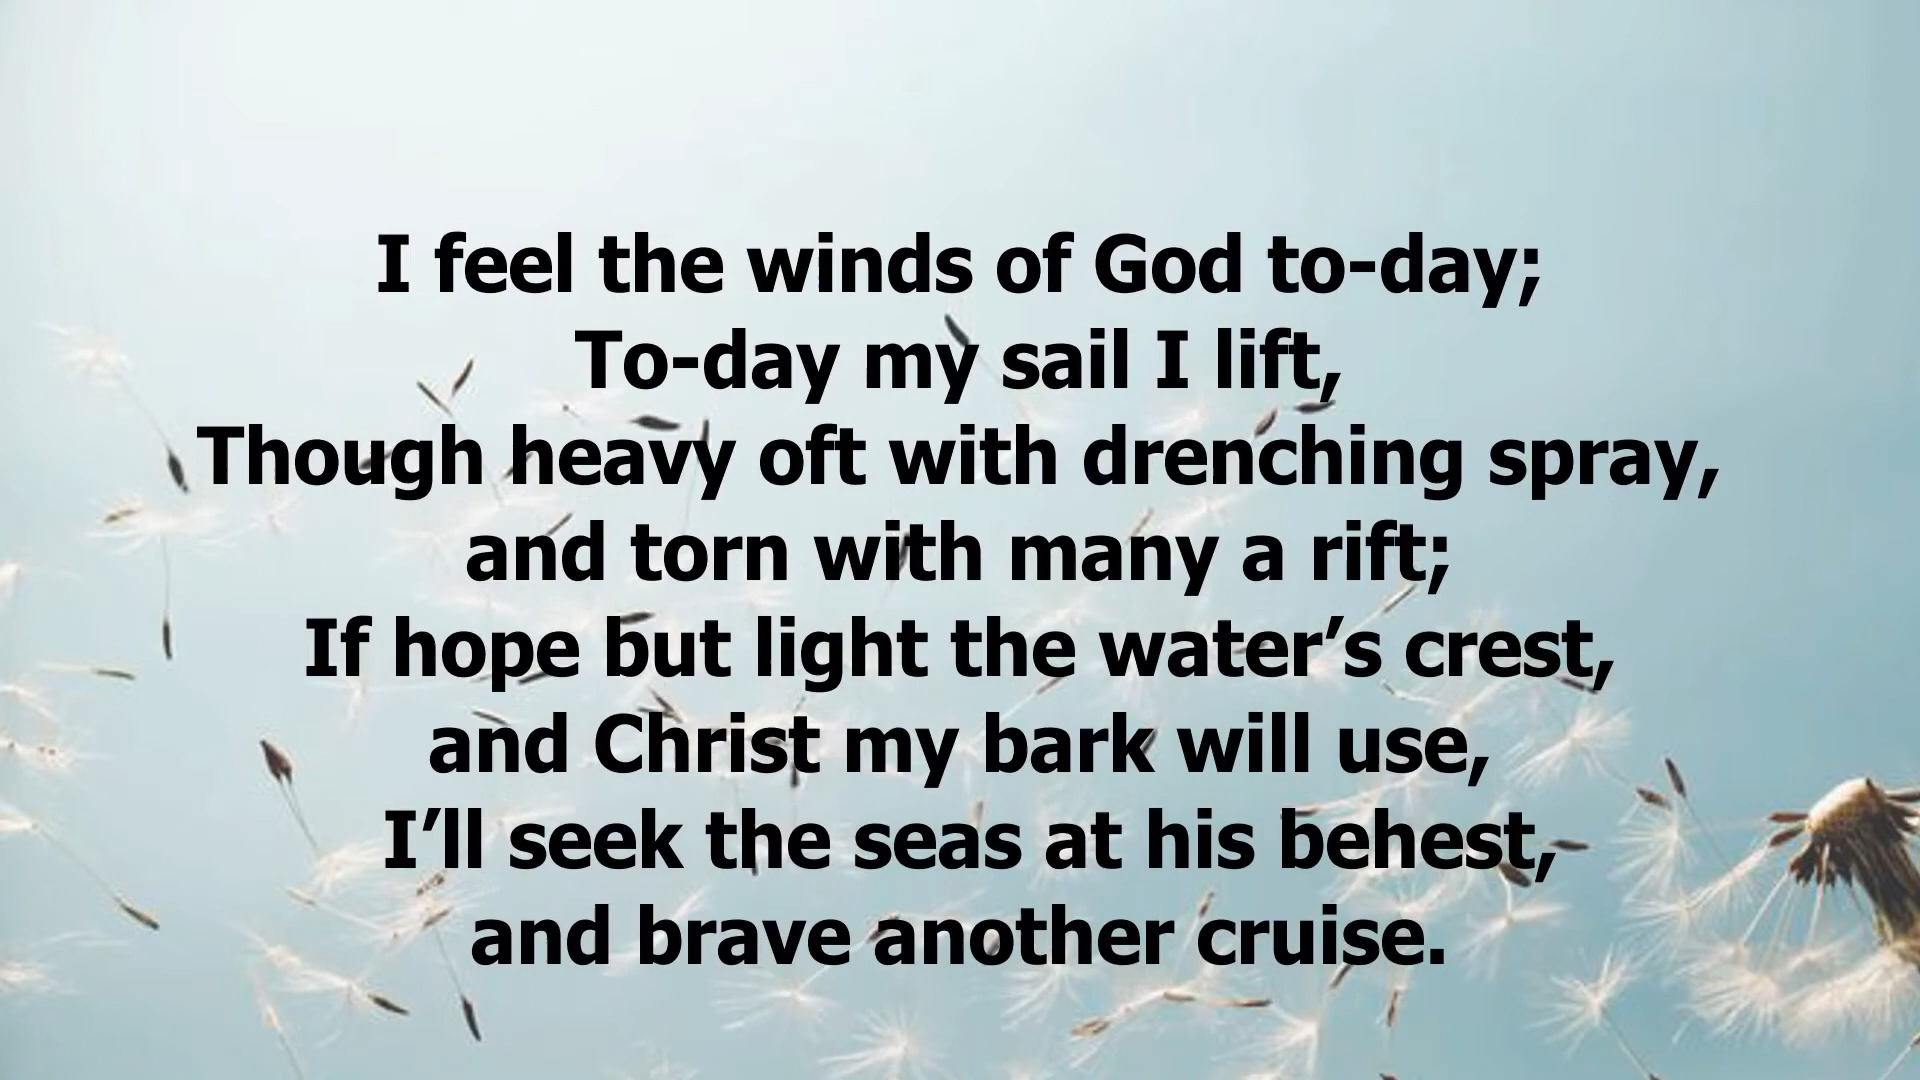 I feel the winds of God to-day;
To-day my sail I lift,
Though heavy oft with drenching spray,
and torn with many a rift;
If hope but light the water’s crest,
and Christ my bark will use,
I’ll seek the seas at his behest,
and brave another cruise.